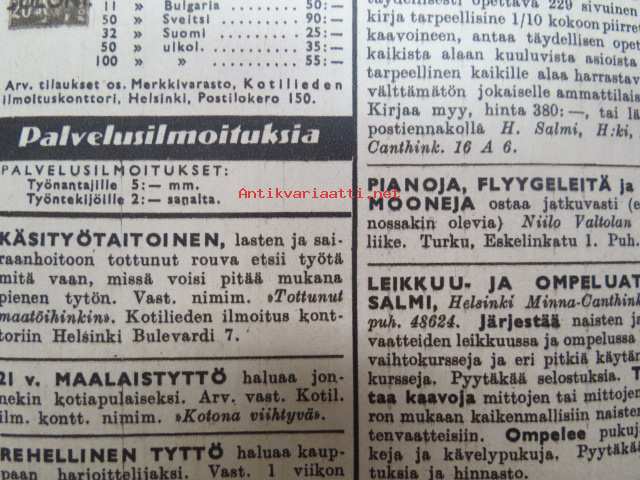 11 » Bulgaria 50:—
50 » Sveitsi 90:—
32 » Suomi 25:—
50 » ulkol. 35:—
100 » » 55:—
Arv. tilaukset os. Merkkivarasto, Kotilieden
ilmoituskonttori, Helsinki, Postilokero 150.
Palvelusilmoituksia
PALVELUSILMOITUKSET:
Työnantajille 5:— mm.
Työntekijöille 2:— sanalta.
KÄSITYÖTAITOINEN, lasten ja sai-
raanhoitoon tottunut rouva etsii työtä
mitä vaan, missä voisi pitää mukana
pienen tytön. Vast. nimim. »Tottunut
maatöihinkin». Kotilieden ilmoitus kont-
toriin Helsinki Bulevardi 7.
21 v. MAALAISTYTTÖ haluaa jon-
nekin kotiapulaiseksi. Arv. vast. Kotil.
ilm. kontt. nimim. »Kotona viihtyvä».
REHELLINEN TYTTÖ haluaa kaup-
paan harjoittelijaksi. Vast. 1 viikon
täydellisesti opettava 229 sivuinen
kirja tarpeellisine 1/10 kokoon piirret
kaavoineen, antaa täydellisen opet
kaikista alaan kuuluvista asioista
tarpeellinen kaikille alaa harrastav
välttämätön jokaiselle ammattilais
Kirjaa myy, hinta 380:—, tai lä
postiennakolla H. Salmi, H:ki,
Canthink. 16 A 6.
PIANOJA, FLYYGELEITÄ ja
MOONEJA ostaa jatkuvasti (e
nossakin olevia) Niilo Valtolan
liike. Turku, Eskelinkatu 1. Puh.
LEIKKUU- JA OMPELUAT
SALMI, Helsinki Minna-Canthink
puh. 48624. Järjestää naisten ja
vaatteiden leikkuussa ja ompelussa
vaihtokursseja ja eri pitkiä käytä
kursseja. Pyytäkää selostuksia. T
taa kaavoja mittojen tai mittojen
ron mukaan kaikenmallisiin naisten
tenvaatteisiin. Ompelee pukuj
keja ja kävelypukuja. Pyytäkää
tuksia ja hinnasto.
Antikvariaatti.net